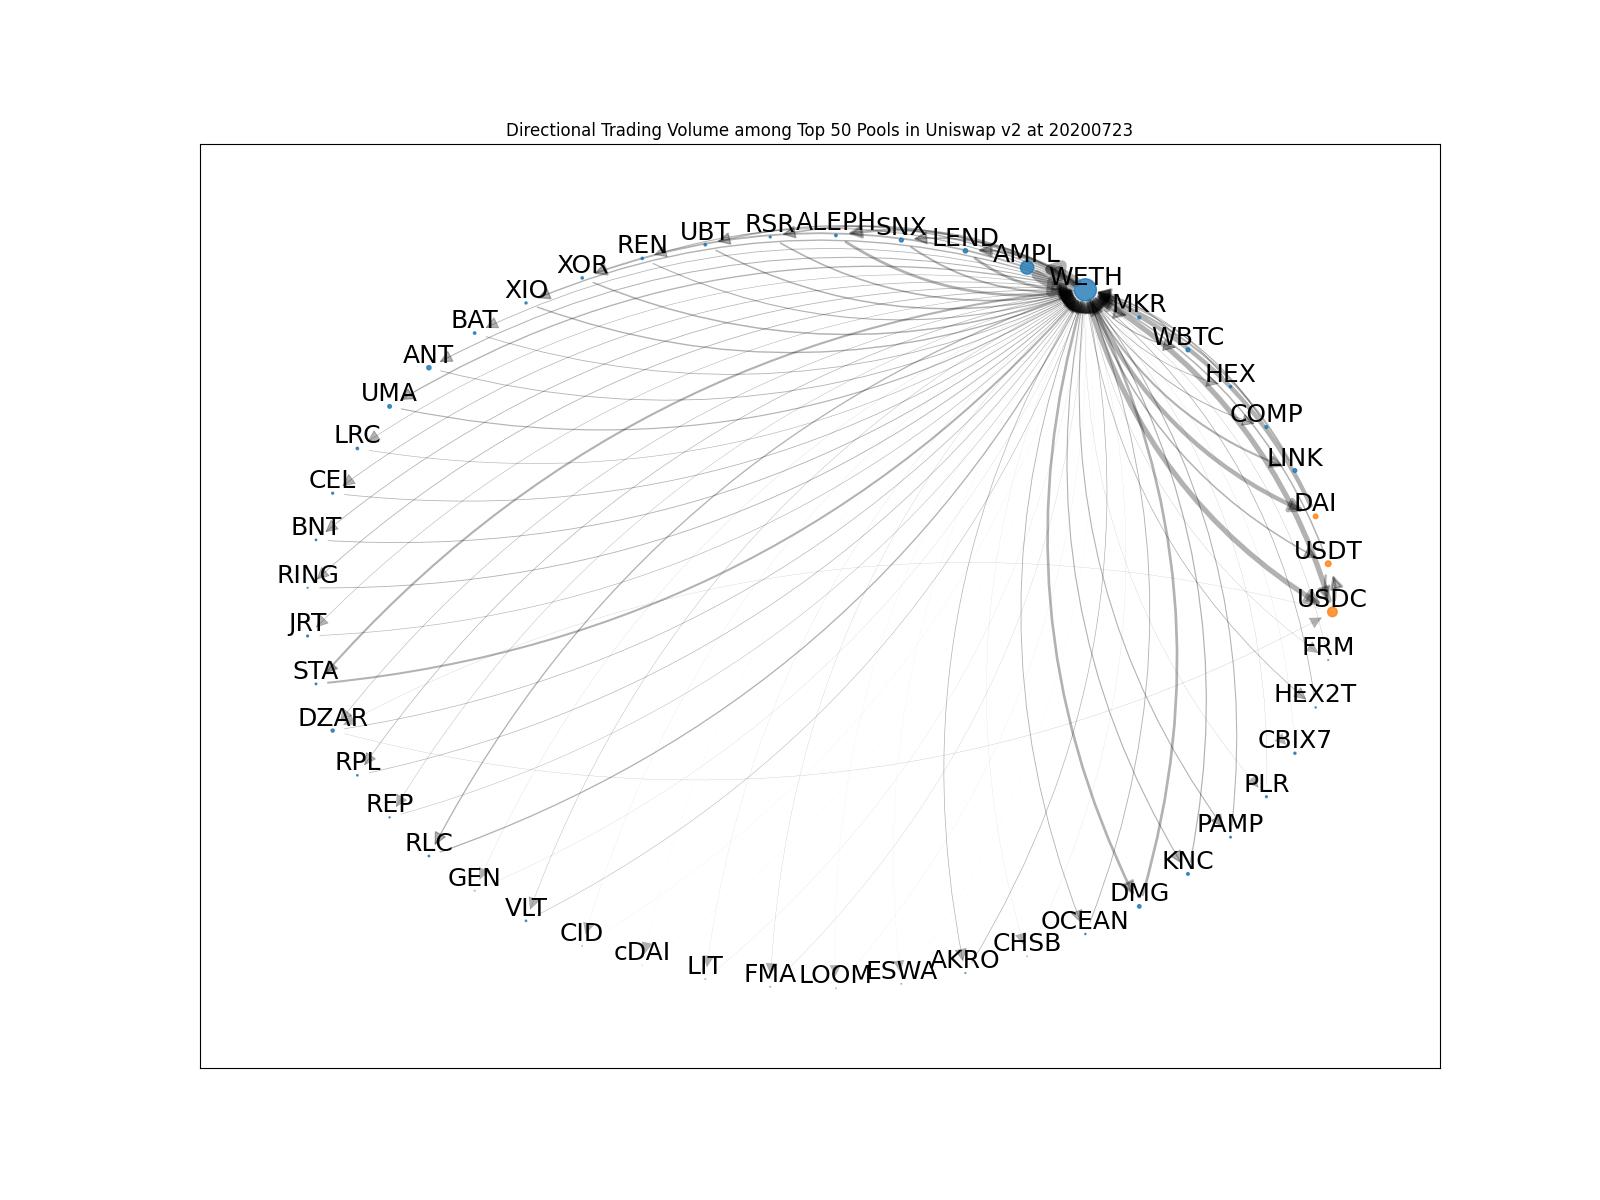 Directional Trading Volume among Top 50 Pools in Uniswap v2 at 20200723
RSR
ALEPH
SNX
UBT
LEND
REN
AMPL
XOR
WETH
XIO
MKR
BAT
WBTC
ANT
HEX
UMA
COMP
LRC
LINK
CEL
DAI
BNT
USDT
RING
USDC
JRT
FRM
STA
HEX2T
DZAR
CBIX7
RPL
PLR
REP
PAMP
RLC
KNC
GEN
DMG
VLT
OCEAN
CID
CHSB
cDAI
AKRO
LIT
ESWA
FMA
LOOM